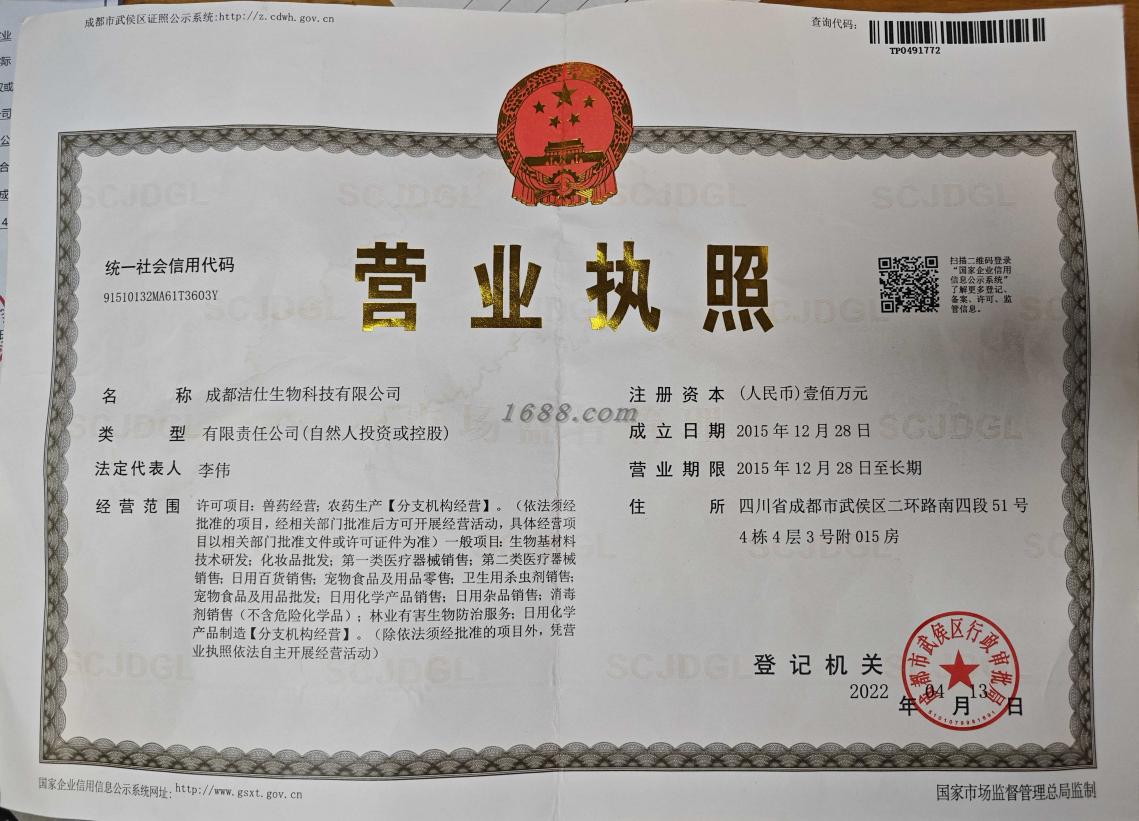 成都市武侯区证照公示系统:http://z.cdwh.gov.cn
查询代码:
TP0491772
统一社会信用代码
91510132MA61T3603Y
营业执照
扫描二维码登录
“国家企业信用
信息公示系统”
了解更多登记、
备案、许可、监
管信息。
名 称 成都洁仕生物科技有限公司
类 型 有限责任公司(自然人投资或控股)
法定代表人 李伟
经营范围 许可项目:兽药经营;农药生产【分支机构经营】。(依法须经
批准的项目,经相关部门批准后方可开展经营活动,具体经营项
目以相关部门批准文件或许可证件为准)一般项目:生物基材料
技术研发;化妆品批发;第一类医疗器械销售;第二类医疗器械
销售;日用百货销售;宠物食品及用品零售;卫生用杀虫剂销售;
宠物食品及用品批发;日用化学产品销售;日用杂品销售;消毒
剂销售(不含危险化学品);林业有害生物防治服务;日用化学
产品制造【分支机构经营】。(除依法须经批准的项目外,凭营
业执照依法自主开展经营活动)
注册资本 (人民币)壹佰万元
成立日期 2015年12月28日
营业期限 2015年12月28日至长期
住 所 四川省成都市武侯区二环路南四段51号
4栋4层3号附015房
1688.com
登记机关
成都市武侯区行政审批局
2022年04月13日
国家企业信用信息公示系统网址:http://www.gsxt.gov.cn
国家市场监督管理总局监制